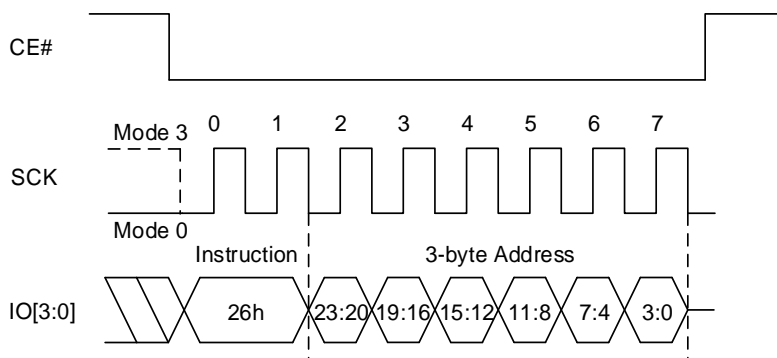 CE#
0 1 2 3 4 5 6 7
Mode 3
SCK
Mode 0
Instruction 3-byte Address
IO[3:0] 26h 23:20 19:16 15:12 11:8 7:4 3:0